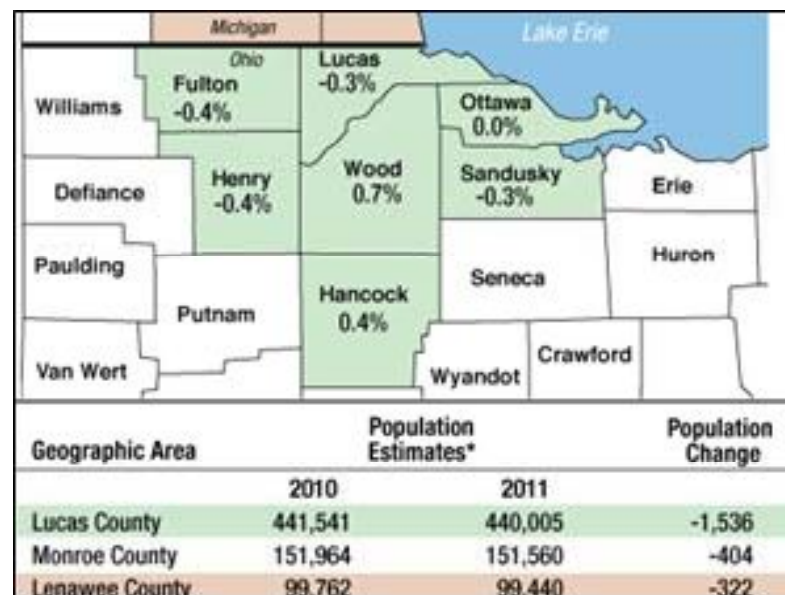 Michigan
Lake Erie
Ohio
Lucas
-0.3%
Fulton
-0.4%
Williams
Ottawa
0.0%
Wood
0.7%
Henry
-0.4%
Sandusky
-0.3%
Defiance
Erie
Paulding
Huron
Seneca
Hancock
0.4%
Putnam
Van Wert
Wyandot
Crawford
Geographic Area Population Estimates* Population Change
2010 2011
Lucas County 441,541 440,005 -1,536
Monroe County 151,964 151,560 -404
Lenawee County 99,762 99,440 -322